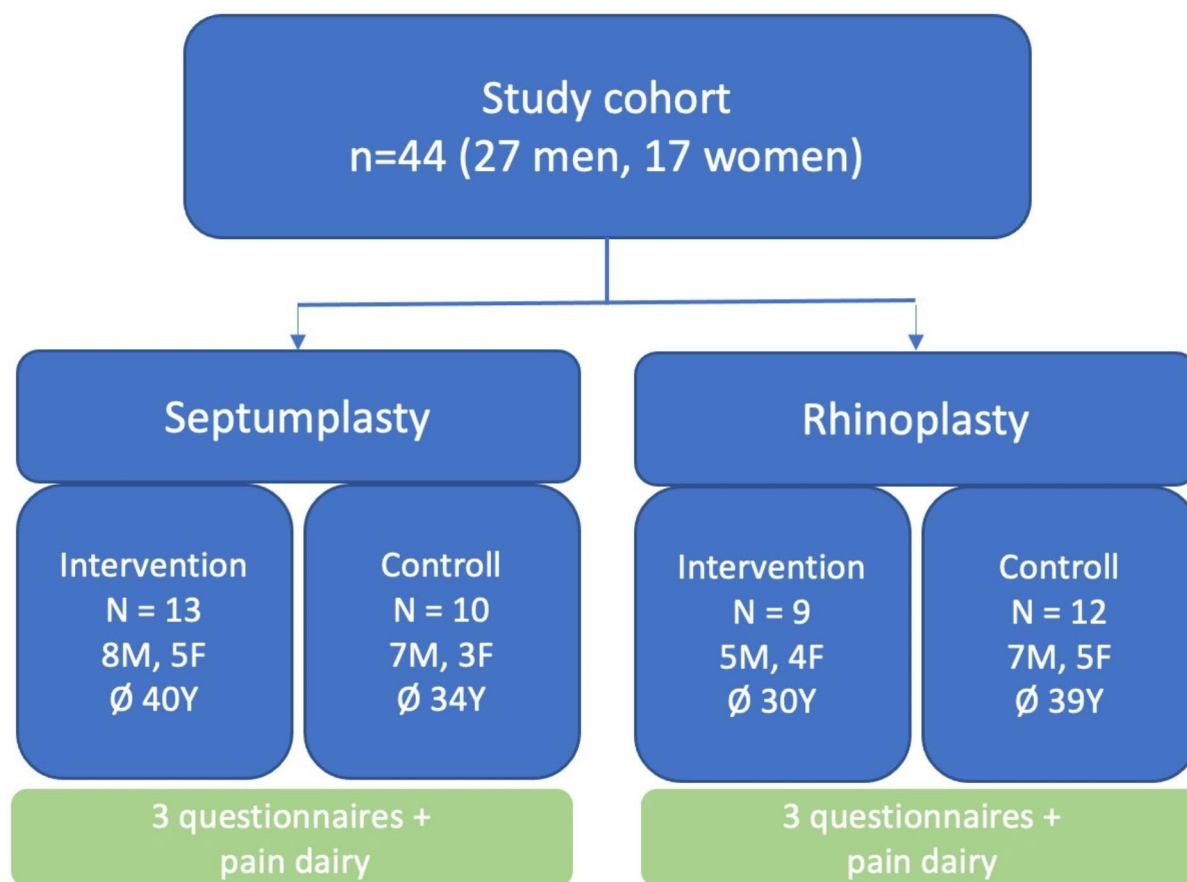 Study cohort
n=44 (27 men, 17 women)
Septumplasty
Rhinoplasty
Intervention
N = 13
8M, 5F
Ø 40Y
Controll
N = 10
7M, 3F
Ø 34Y
Intervention
N = 9
5M, 4F
Ø 30Y
Controll
N = 12
7M, 5F
Ø 39Y
3 questionnaires +
pain dairy
3 questionnaires +
pain dairy